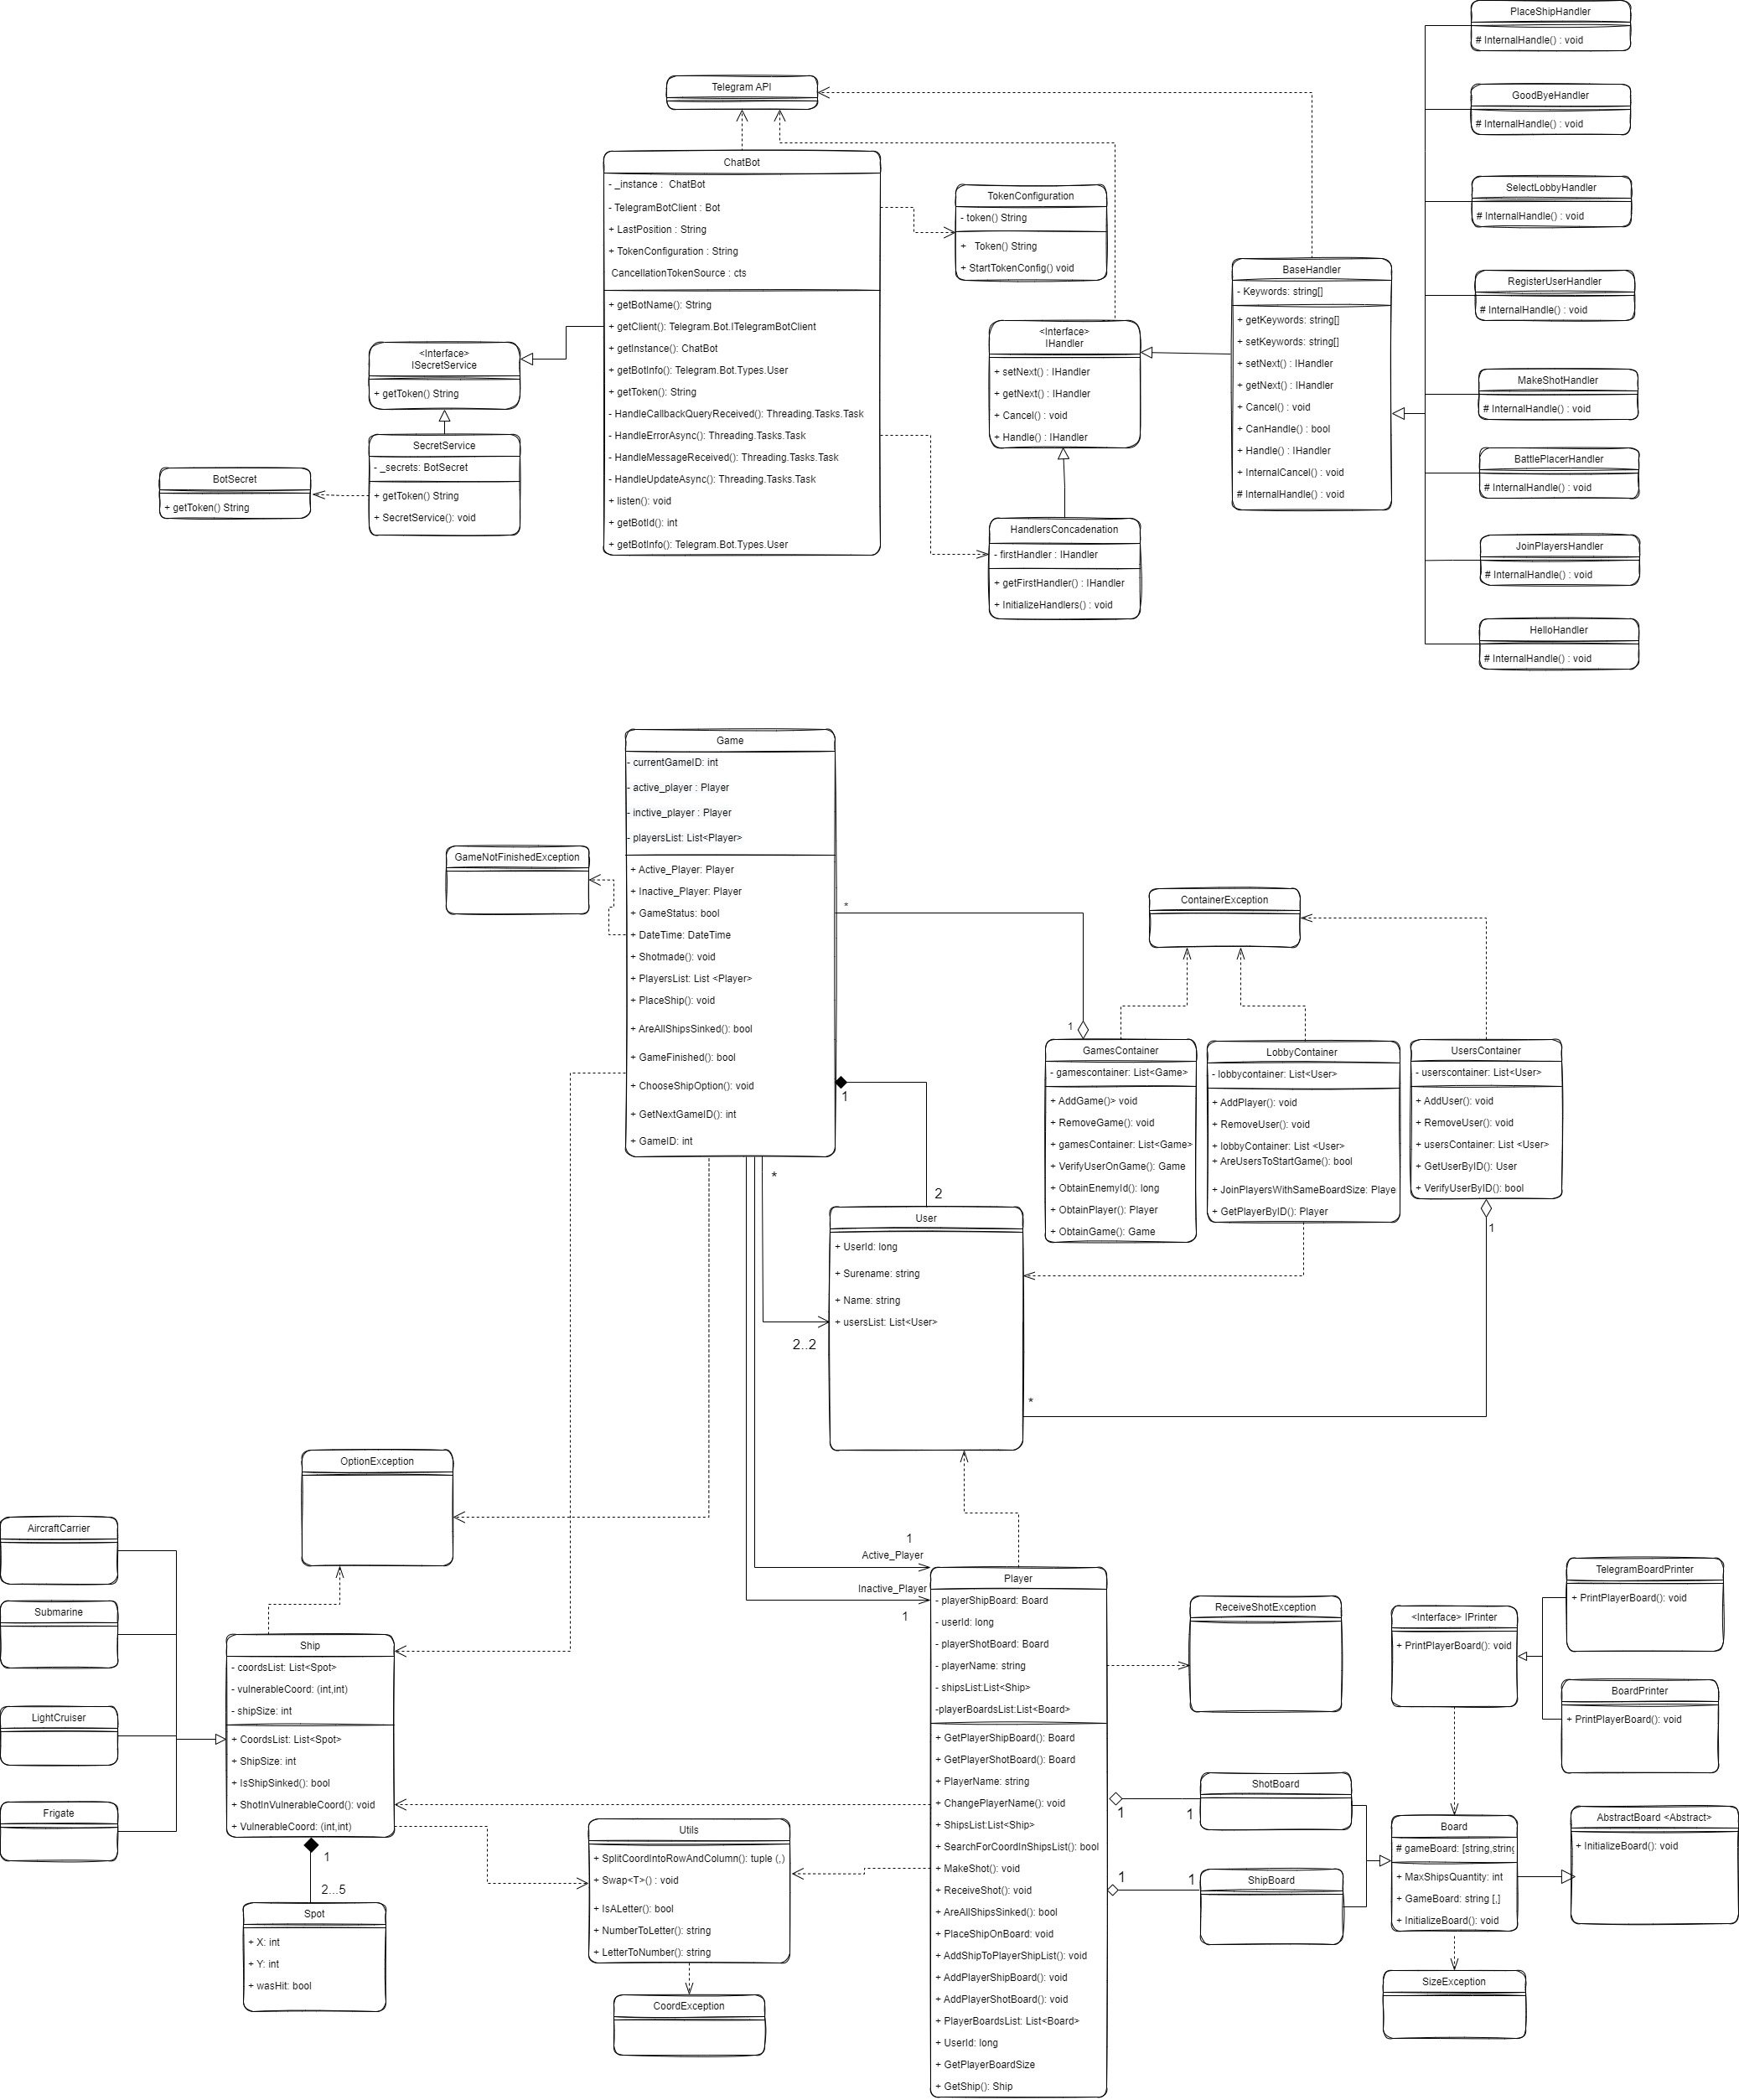 PlaceShipHandler
# InternalHandle() : void
GoodByeHandler
# InternalHandle() : void
SelectLobbyHandler
# InternalHandle() : void
RegisterUserHandler
# InternalHandle() : void
MakeShotHandler
# InternalHandle() : void
BattlePlacerHandler
# InternalHandle() : void
JoinPlayersHandler
# InternalHandle() : void
HelloHandler
# InternalHandle() : void
Telegram API
ChatBot
- _instance : ChatBot
- TelegramBotClient : Bot
+ LastPosition : String
+ TokenConfiguration : String
CancellationTokenSource : cts
+ getBotName(): String
+ getClient(): Telegram.Bot.ITelegramBotClient
+ getInstance(): ChatBot
+ getBotInfo(): Telegram.Bot.Types.User
+ getToken(): String
- HandleCallbackQueryReceived(): Threading.Tasks.Task
- HandleErrorAsync(): Threading.Tasks.Task
- HandleMessageReceived(): Threading.Tasks.Task
- HandleUpdateAsync(): Threading.Tasks.Task
+ listen(): void
+ getBotId(): int
+ getBotInfo(): Telegram.Bot.Types.User
TokenConfiguration
- token() String
+ Token() String
+ StartTokenConfig() void
BaseHandler
- Keywords: string[]
+ getKeywords: string[]
+ setKeywords: string[]
+ setNext() : IHandler
+ getNext() : IHandler
+ Cancel() : void
+ CanHandle() : bool
+ Handle() : IHandler
+ InternalCancel() : void
# InternalHandle() : void
<Interface>
IHandler
+ setNext() : IHandler
+ getNext() : IHandler
+ Cancel() : void
+ Handle() : IHandler
<Interface>
ISecretService
+ getToken() String
SecretService
- _secrets: BotSecret
+ getToken() String
+ SecretService(): void
BotSecret
+ getToken() String
HandlersConcadenation
- firstHandler : IHandler
+ getFirstHandler() : IHandler
+ InitializeHandlers() : void
Game
- currentGameID: int
- active_player : Player
- inctive_player : Player
- playersList: List<Player>
+ Active_Player: Player
+ Inactive_Player: Player
+ GameStatus: bool
+ DateTime: DateTime
+ Shotmade(): void
+ PlayersList: List <Player>
+ PlaceShip(): void
+ AreAllShipsSinked(): bool
+ GameFinished(): bool
+ ChooseShipOption(): void
+ GetNextGameID(): int
+ GameID: int
GameNotFinishedException
*
1
ContainerException
GamesContainer
- gamescontainer: List<Game>
+ AddGame()> void
+ RemoveGame(): void
+ gamesContainer: List<Game>
+ VerifyUserOnGame(): Game
+ ObtainEnemyId(): long
+ ObtainPlayer(): Player
+ ObtainGame(): Game
LobbyContainer
- lobbycontainer: List<User>
+ AddPlayer(): void
+ RemoveUser(): void
+ lobbyContainer: List <User>
+ AreUsersToStartGame(): bool
+ JoinPlayersWithSameBoardSize: Playe
+ GetPlayerByID(): Player
UsersContainer
- userscontainer: List<User>
+ AddUser(): void
+ RemoveUser(): void
+ usersContainer: List <User>
+ GetUserByID(): User
+ VerifyUserByID(): bool
1
1
*
2
2..2
*
User
+ UserId: long
+ Surename: string
+ Name: string
+ usersList: List<User>
OptionException
1
Active_Player
Inactive_Player
1
AircraftCarrier
Submarine
LightCruiser
Frigate
Ship
- coordsList: List<Spot>
- vulnerableCoord: (int,int)
- shipSize: int
+ CoordsList: List<Spot>
+ ShipSize: int
+ IsShipSinked(): bool
+ ShotInVulnerableCoord(): void
+ VulnerableCoord: (int,int)
1
2...5
Spot
+ X: int
+ Y: int
+ wasHit: bool
Utils
+ SplitCoordIntoRowAndColumn(): tuple (,)
+ Swap<T>() : void
+ IsALetter(): bool
+ NumberToLetter(): string
+ LetterToNumber(): string
CoordException
Player
- playerShipBoard: Board
- userId: long
- playerShotBoard: Board
- playerName: string
- shipsList:List<Ship>
-playerBoardsList:List<Board>
+ GetPlayerShipBoard(): Board
+ GetPlayerShotBoard(): Board
+ PlayerName: string
+ ChangePlayerName(): void
+ ShipsList:List<Ship>
+ SearchForCoordInShipsList(): bool
+ MakeShot(): void
+ ReceiveShot(): void
+ AreAllShipsSinked(): bool
+ PlaceShipOnBoard: void
+ AddShipToPlayerShipList(): void
+ AddPlayerShipBoard(): void
+ AddPlayerShotBoard(): void
+ PlayerBoardsList: List<Board>
+ UserId: long
+ GetPlayerBoardSize
+ GetShip(): Ship
ReceiveShotException
1
1
ShotBoard
1
1
ShipBoard
<Interface> IPrinter
+ PrintPlayerBoard(): void
TelegramBoardPrinter
+ PrintPlayerBoard(): void
BoardPrinter
+ PrintPlayerBoard(): void
Board
# gameBoard: [string,string
+ MaxShipsQuantity: int
+ GameBoard: string [,]
+ InitializeBoard(): void
AbstractBoard <Abstract>
+ InitializeBoard(): void
SizeException